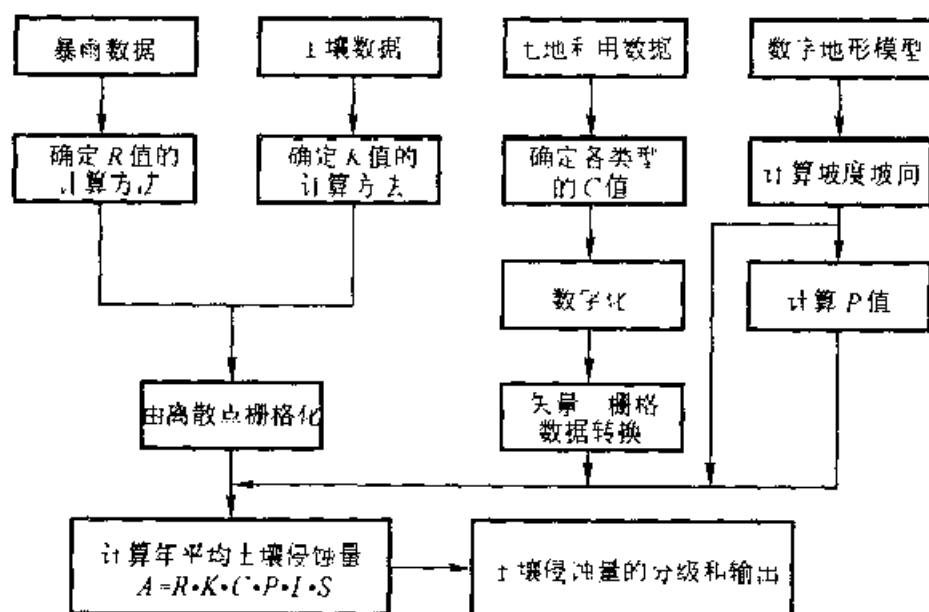 暴雨数据
土壤数据
土地利用数据
数字地形模型
确定 R 值的
计算方法
确定 K 值的
计算方法
确定各类型
的 C 值
计算坡度坡向
数字化
计算 P 值
由离散点栅格化
矢量 栅格
数据转换
计算年平均土壤侵蚀量
A=R·K·C·P·L·S
土壤侵蚀量的分级和输出